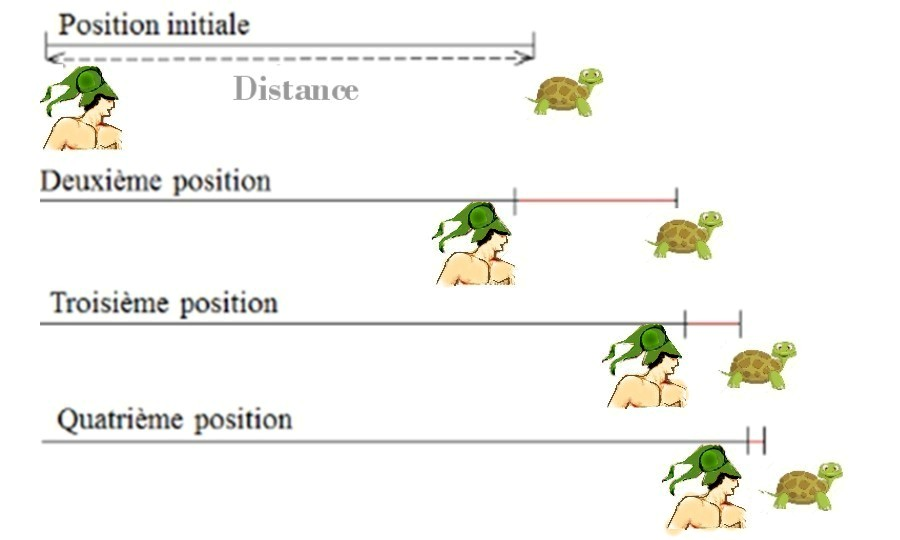 Position initiale
Distance
Deuxième position
Troisième position
Quatrième position